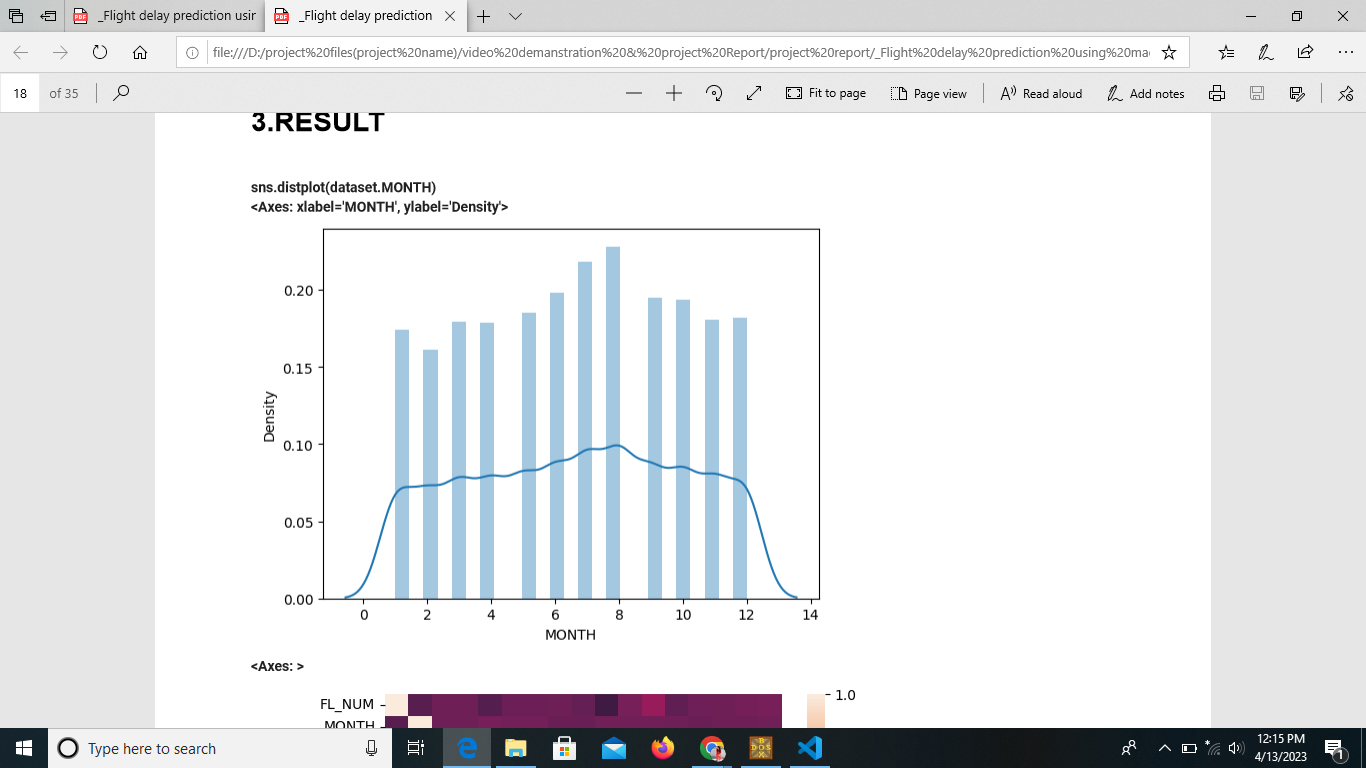 _Flight delay prediction usir
_Flight delay prediction
file:///D:/project%20files(project%20name)/video%20demanstration%20&%20project%20Report/project%20report/_Flight%20delay%20prediction%20using%20ma
18 of 35
Fit to page
Page view
Read aloud
Add notes
3.RESULT
sns.distplot(dataset.MONTH)
<Axes: xlabel='MONTH', ylabel='Density'>
0.20
0.15
0.10
0.05
0.00
Density
0 2 4 6 8 10 12 14
MONTH
<Axes: >
FL_NUM
1.0
MONTH
Type here to search
DOS
BOX
12:15 PM
4/13/2023
1